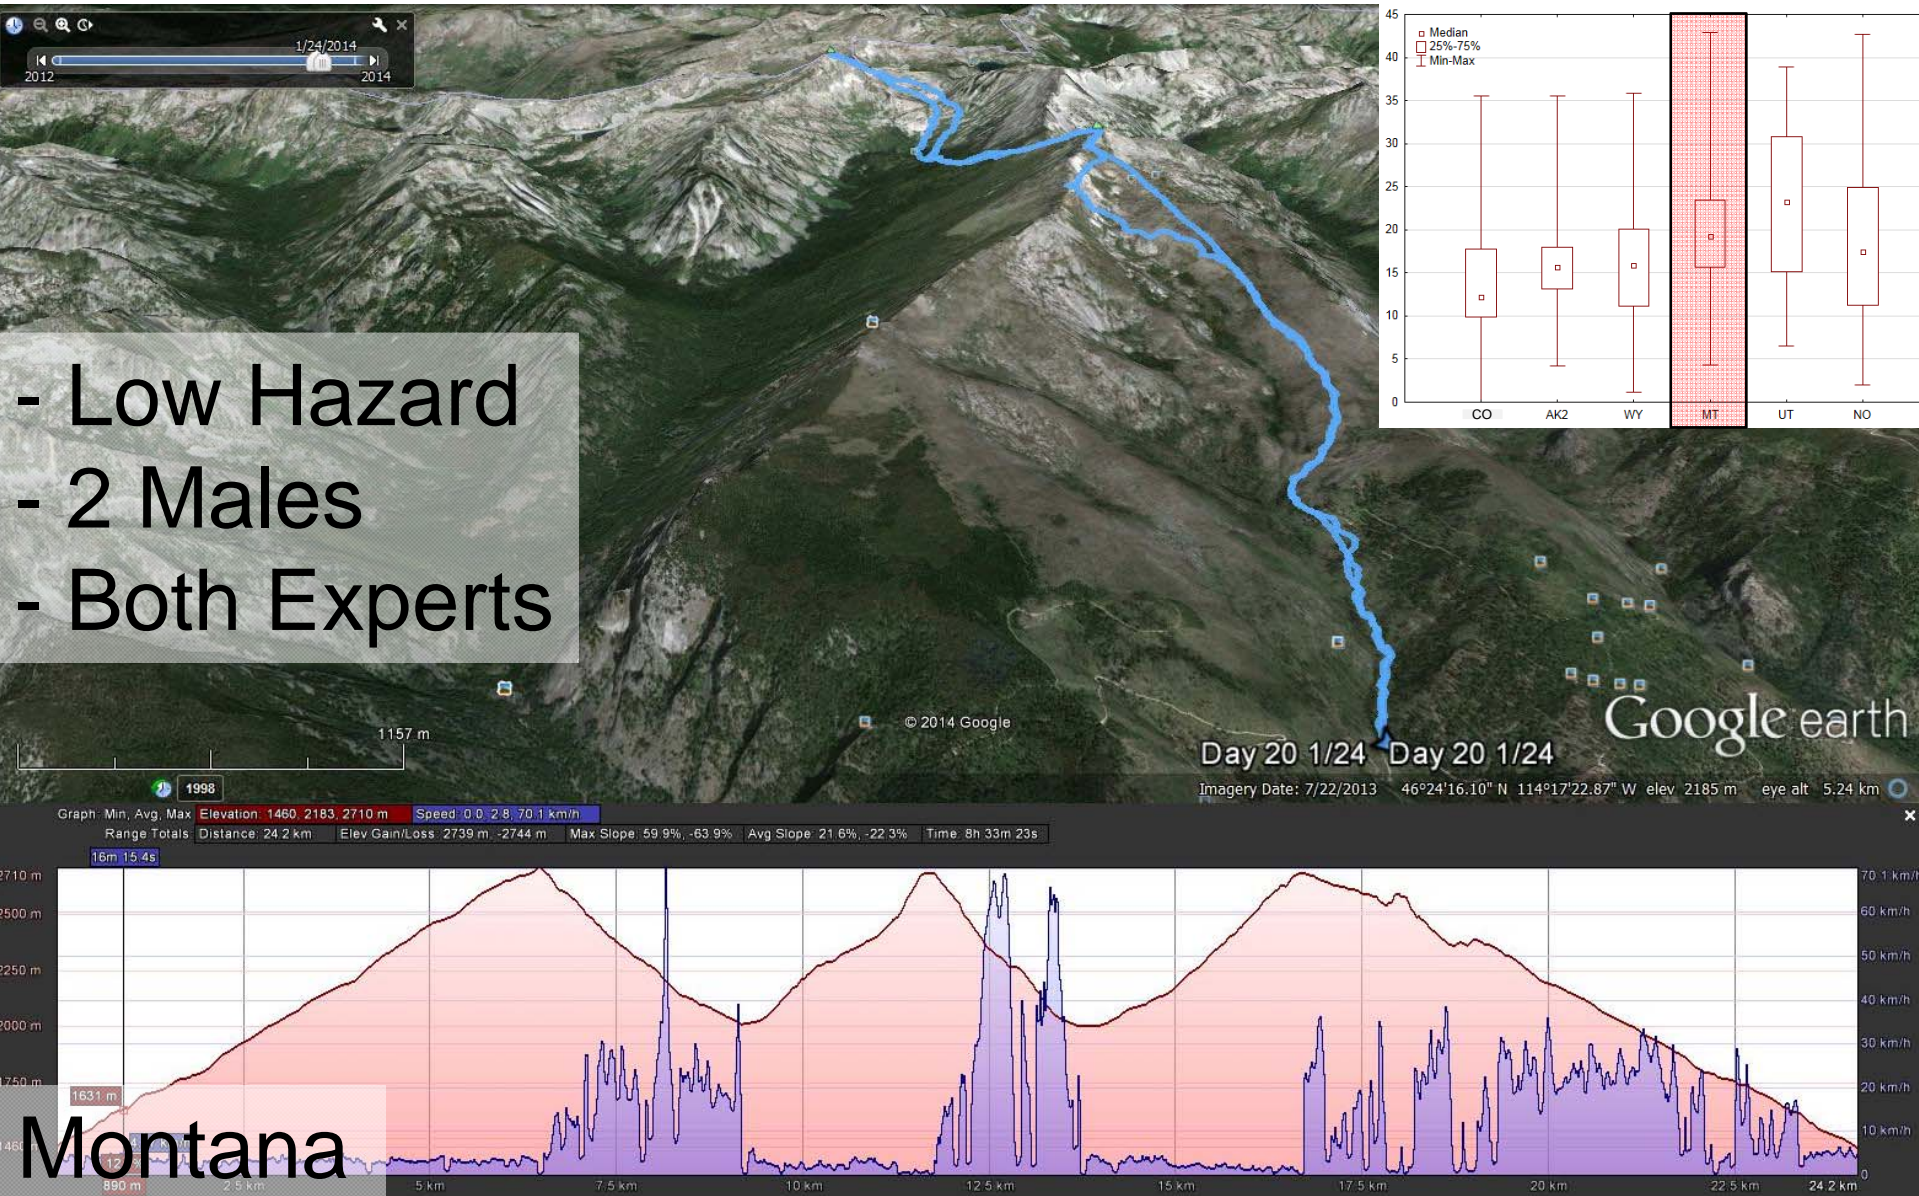 1/24/2014
2012
2014
45
40
35
30
25
20
15
10
5
0
Median
25%-75%
Min-Max
CO
AK2
WY
MT
UT
NO
- Low Hazard
- 2 Males
- Both Experts
1157 m
1998
© 2014 Google
Google earth
Day 20 1/24 Day 20 1/24
Imagery Date: 7/22/2013 46°24'16.10" N 114°17'22.87" W elev 2185 m eye alt 5.24 km
Graph: Min, Avg, Max Elevation: 1460, 2183, 2710 m Speed: 0.0, 2.8, 70.1 km/h
Range Totals: Distance: 24.2 km Elev Gain/Loss: 2739 m, -2744 m Max Slope: 59.9%, -63.9% Avg Slope: 21.6%, -22.3% Time: 8h 33m 23s
16m 15.4s
2710 m
2500 m
2250 m
2000 m
1750 m
1631 m
70.1 km/h
60 km/h
50 km/h
40 km/h
30 km/h
20 km/h
10 km/h
0
Montana
890 m
2.5 km
5 km
7.5 km
10 km
12.5 km
15 km
17.5 km
20 km
22.5 km
24.2 km